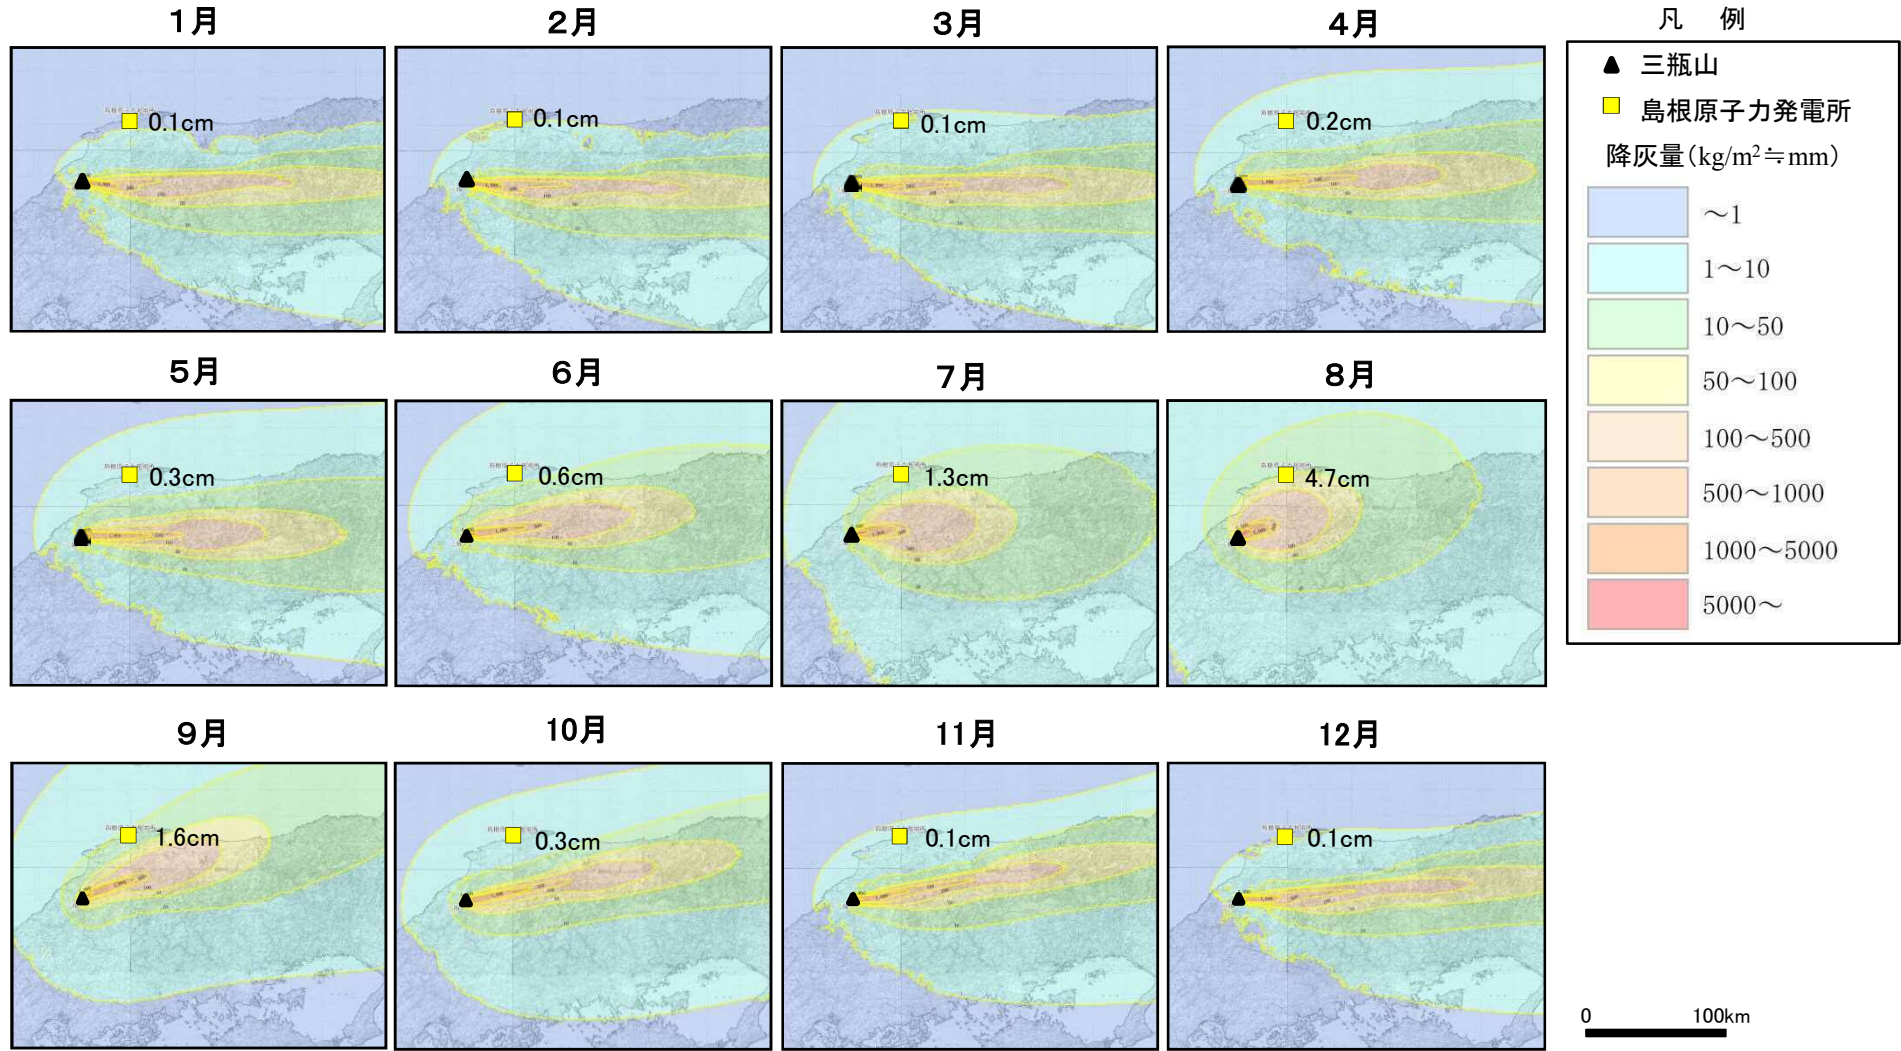 1月
2月
3月
4月
凡 例
三瓶山
島根原子力発電所
降灰量(kg/m²≒mm)
～1
1～10
10～50
50～100
100～500
500～1000
1000～5000
5000～
0.1cm
0.1cm
0.1cm
0.2cm
5月
6月
7月
8月
0.3cm
0.6cm
1.3cm
4.7cm
9月
10月
11月
12月
1.6cm
0.3cm
0.1cm
0.1cm
0 100km